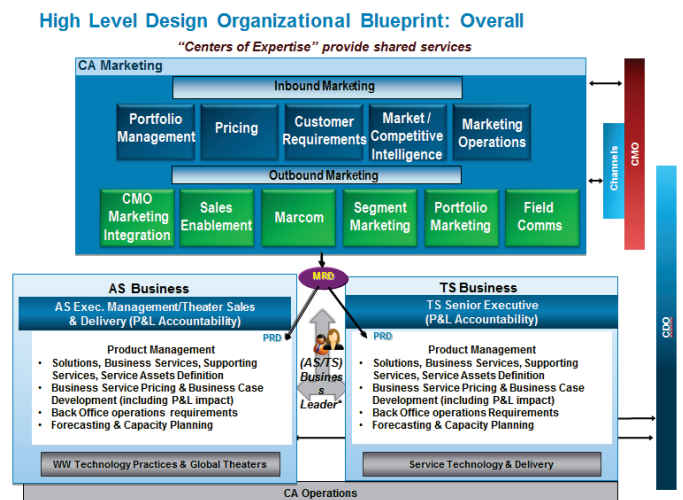 High Level Design Organizational Blueprint: Overall
“Centers of Expertise” provide shared services
CA Marketing
Inbound Marketing
Portfolio
Management
Pricing
Customer
Requirements
Market /
Competitive
Intelligence
Marketing
Operations
Outbound Marketing
CMO
Marketing
Integration
Sales
Enablement
Marcom
Segment
Marketing
Portfolio
Marketing
Field
Comms
Channels
CMO
CDO
MRD
AS Business
AS Exec. Management/Theater Sales
& Delivery (P&L Accountability)
PRD
Product Management
• Solutions, Business Services, Supporting
Services, Service Assets Definition
• Business Service Pricing & Business Case
Development (including P&L impact)
• Back Office operations requirements
• Forecasting & Capacity Planning
WW Technology Practices & Global Theaters
(AS/TS)
Busines
s
Leader*
TS Business
TS Senior Executive
(P&L Accountability)
PRD
Product Management
• Solutions, Business Services, Supporting
Services, Service Assets Definition
• Business Service Pricing & Business Case
Development (including P&L impact)
• Back Office operations Requirements
• Forecasting & Capacity Planning
Service Technology & Delivery
CA Operations